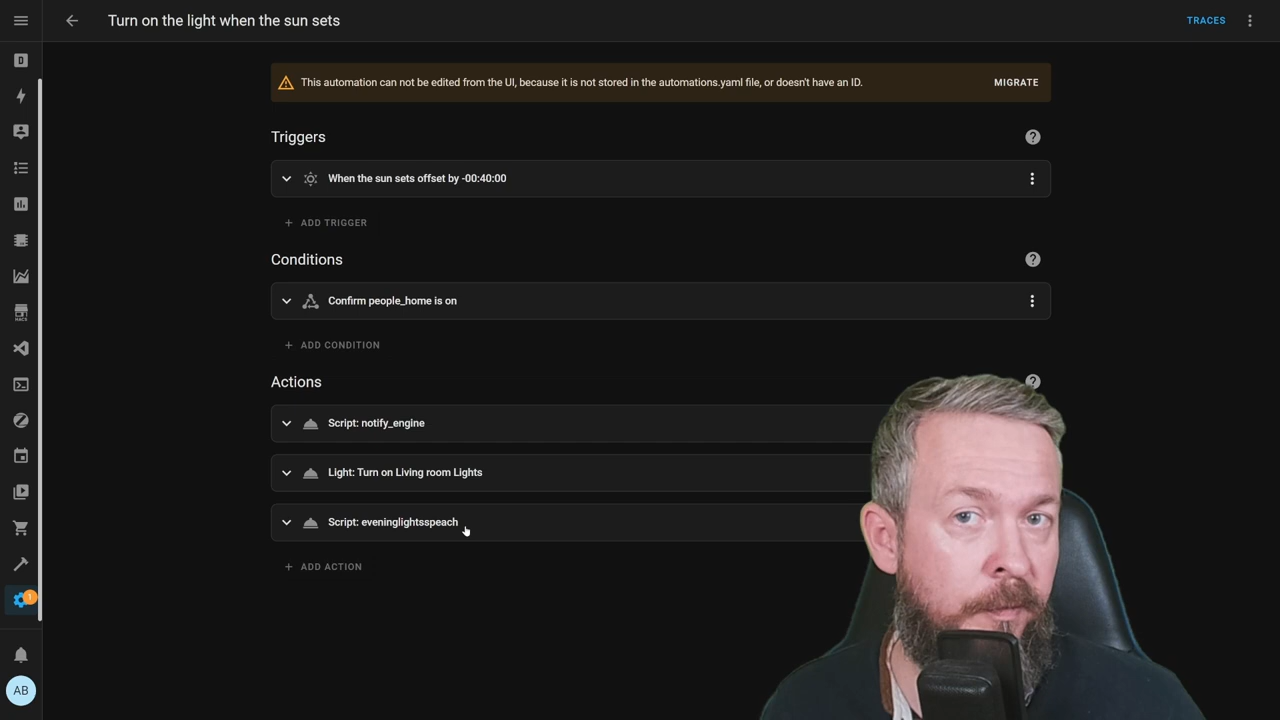 Turn on the light when the sun sets
TRACES
D
This automation can not be edited from the UI, because it is not stored in the automations.yaml file, or doesn't have an ID.
MIGRATE
Triggers
?
When the sun sets offset by -00:40:00
+ ADD TRIGGER
Conditions
?
Confirm people_home is on
+ ADD CONDITION
Actions
?
Script: notify_engine
Light: Turn on Living room Lights
Script: eveninglightsspeach
+ ADD ACTION
HACS
1
AB